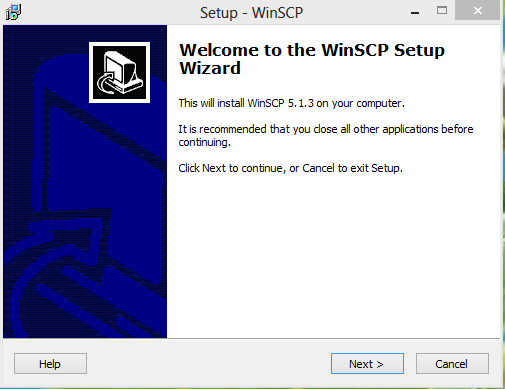 Setup - WinSCP
Welcome to the WinSCP Setup
Wizard
This will install WinSCP 5.1.3 on your computer.
It is recommended that you close all other applications before
continuing.
Click Next to continue, or Cancel to exit Setup.
Help
Next >
Cancel